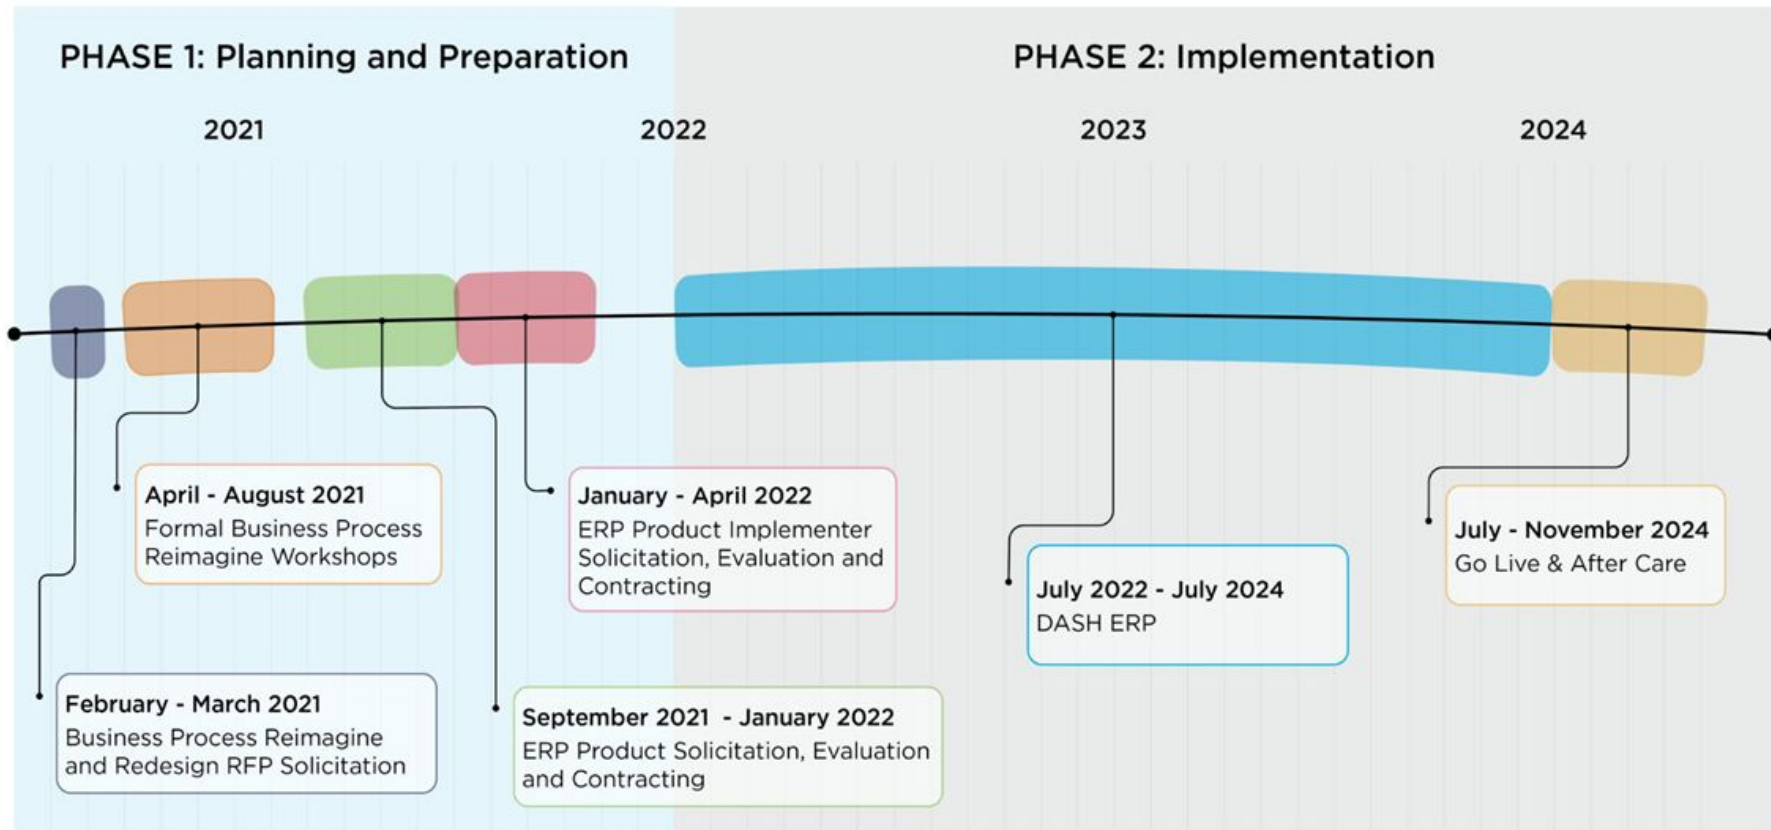 PHASE 1: Planning and Preparation
PHASE 2: Implementation
2021
2022
2023
2024
April - August 2021
Formal Business Process
Reimagine Workshops
January - April 2022
ERP Product Implementer
Solicitation, Evaluation and
Contracting
July 2022 - July 2024
DASH ERP
July - November 2024
Go Live & After Care
February - March 2021
Business Process Reimagine
and Redesign RFP Solicitation
September 2021  - January 2022
ERP Product Solicitation, Evaluation
and Contracting